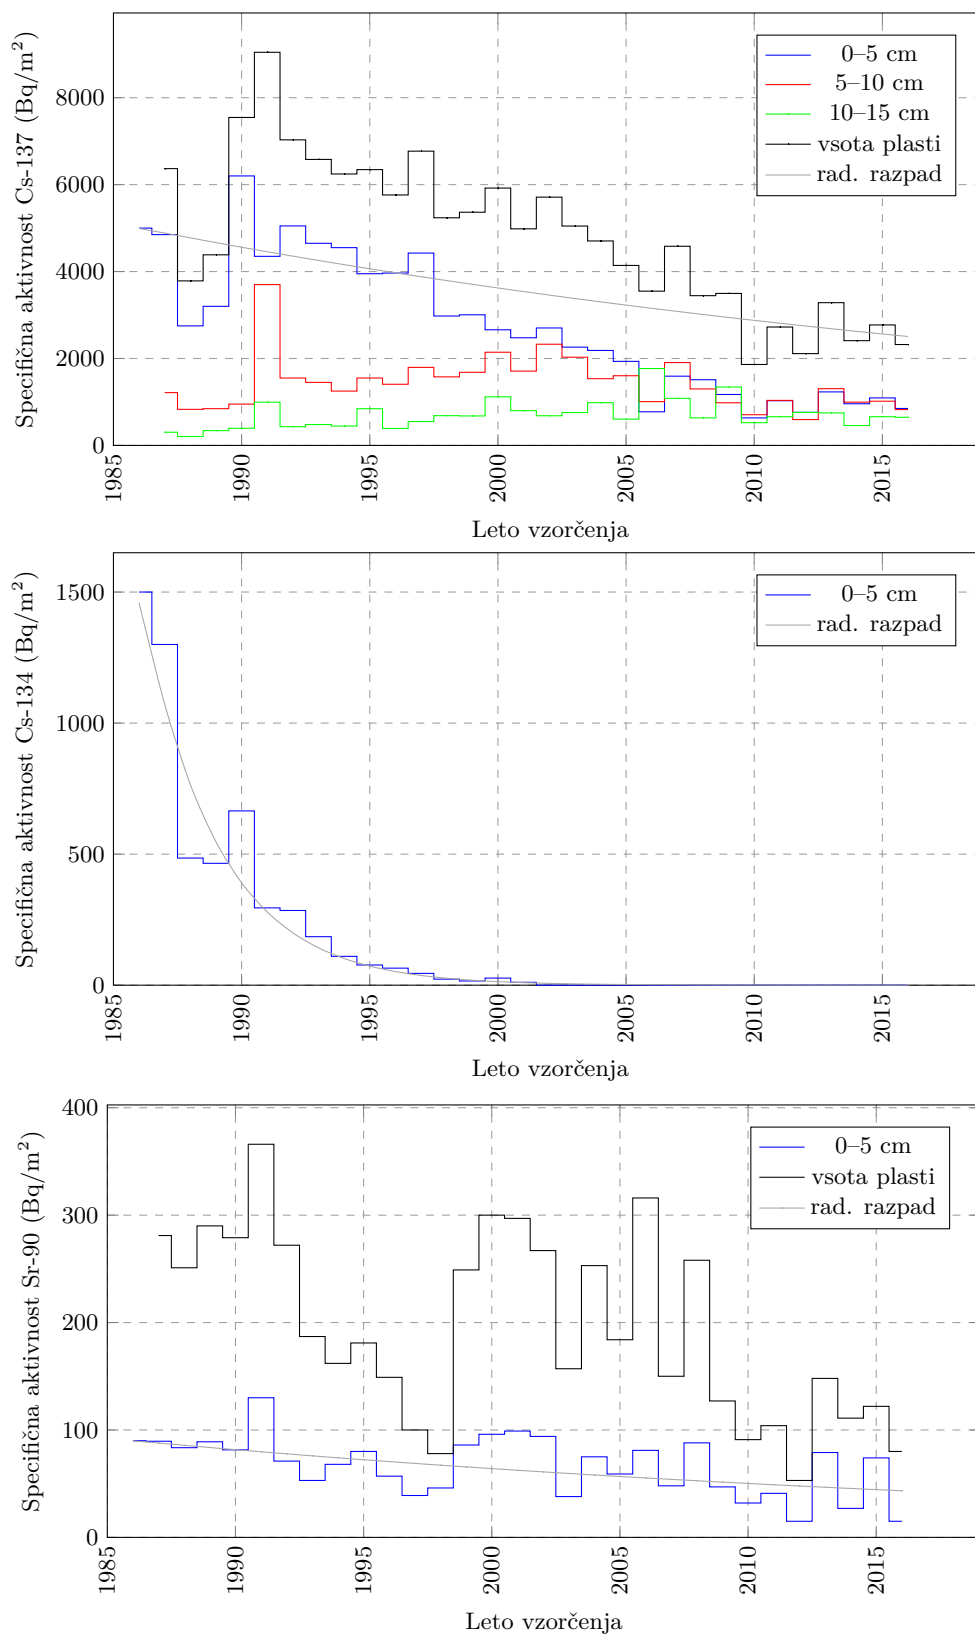 Specifična aktivnost Cs-137 (Bq/m²)
8000
6000
4000
2000
0
0–5 cm
5–10 cm
10–15 cm
vsota plasti
rad. razpad
1985
1990
1995
2000
2005
2010
2015
Leto vzorčenja
Specifična aktivnost Cs-134 (Bq/m²)
1500
1000
500
0
0–5 cm
rad. razpad
1985
1990
1995
2000
2005
2010
2015
Leto vzorčenja
Specifična aktivnost Sr-90 (Bq/m²)
400
300
200
100
0
0–5 cm
vsota plasti
rad. razpad
1985
1990
1995
2000
2005
2010
2015
Leto vzorčenja